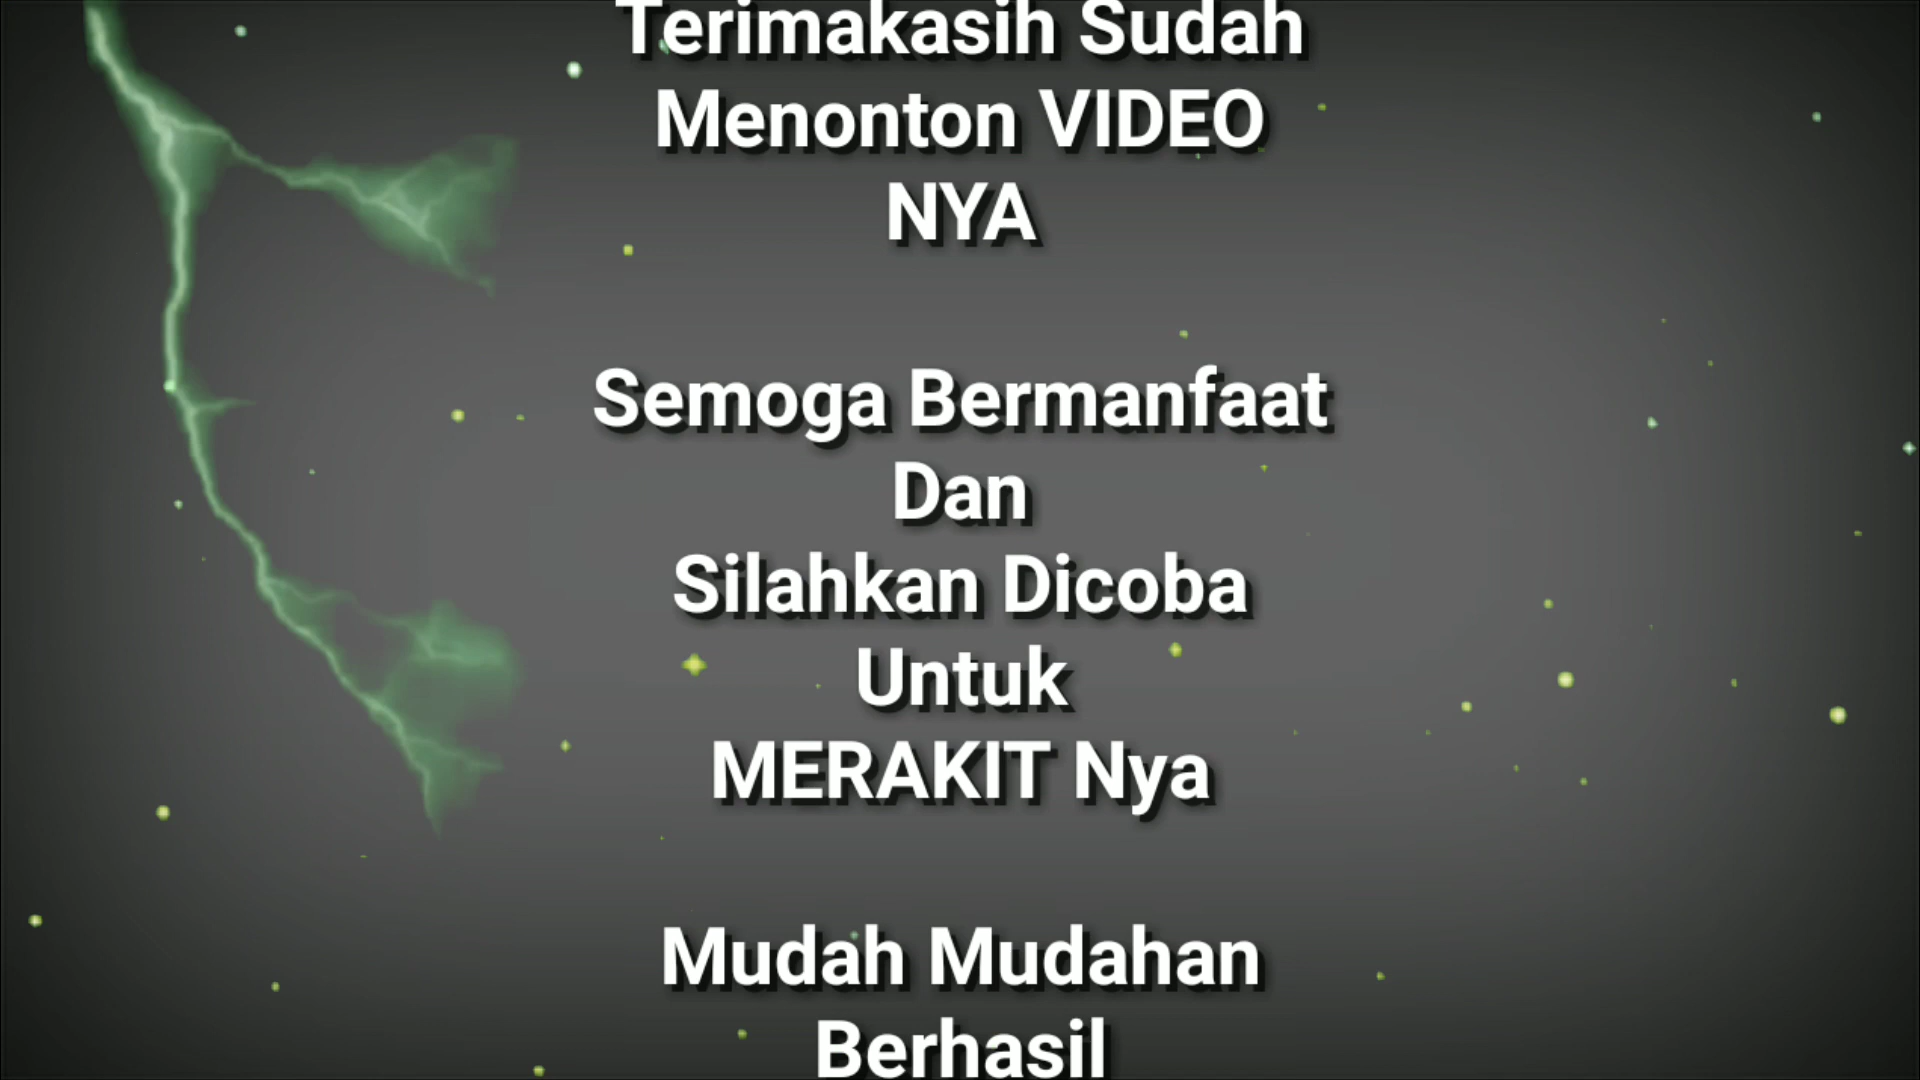 Terimakasih Sudah
Menonton VIDEO
NYA
Semoga Bermanfaat
Dan
Silahkan Dicoba
Untuk
MERAKIT Nya
Mudah Mudahan
Berhasil